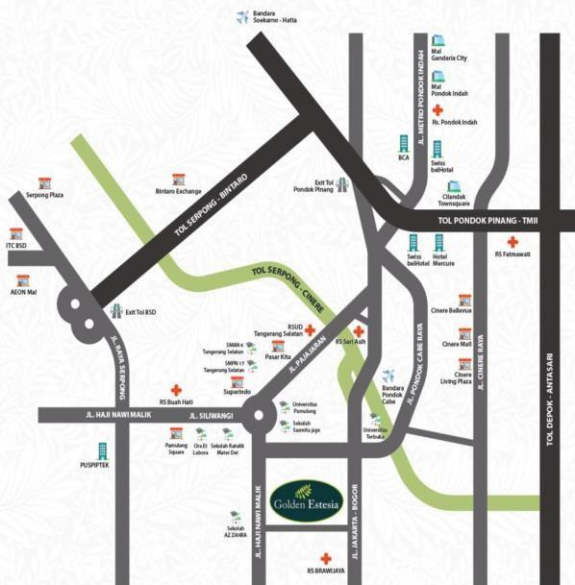 Bandara
Soekarno - Hatta
Mal
Gandaria City
Mal
Pondok Indah
Rs. Pondok Indah
JL. METRO PONDOK INDAH
BCA
Swiss
belHotel
Cilandak
Townsquare
Serpong Plaza
Bintaro Exchange
Exit Tol
Pondok Pinang
TOL SERPONG - BINTARO
TOL PONDOK PINANG - TMII
ITC BSD
AEON Mal
Swiss
belHotel
Hotel
Mercure
RS Fatmawati
TOL SERPONG - CINERE
Exit Tol BSD
Cinere Bellevue
RSUD
Tangerang Selatan
SMAN 6
Tangerang Selatan
Pasar Kita
RS Sari Asih
Cinere Mall
JL. RAYA SERPONG
JL. PAJAJARAN
JL. PONDOK CABE RAYA
JL. CINERE RAYA
SMPN 17
Tangerang Selatan
Superindo
Bandara
Pondok
Cabe
Cinere
Living Plaza
RS Buah Hati
TOL DEPOK - ANTASARI
JL. HAJI NAWI MALIK
JL. SILIWANGI
Universitas
Pamulang
Sekolah
Sasmita Jaya
Universitas
Terbuka
Pamulang
Square
Ora Et
Labora
Sekolah Katolik
Mater Dei
PUSPIPTEK
Golden Estesia
JL. HAJI NAWI MALIK
JL. JAKARTA - BOGOR
Sekolah
AZ ZAHRA
RS BRAWIJAYA